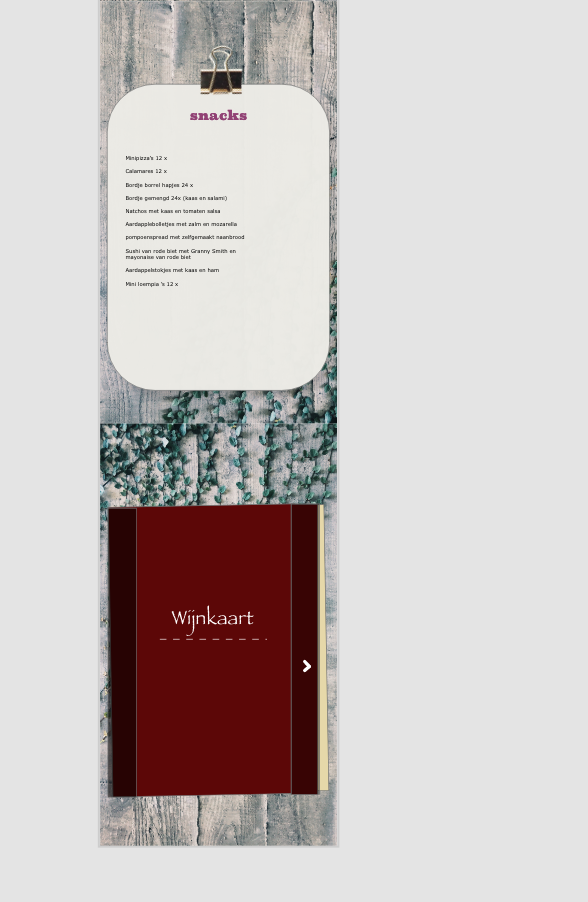 snacks
Minipizza's 12 x
Calamares 12 x
Bordje borrel hapjes 24 x
Bordje gemengd 24x (kaas en salami)
Natchos met kaas en tomaten salsa
Aardappelbolletjes met zalm en mozarella
pompoenspread met zelfgemaakt naanbrood
Sushi van rode biet met Granny Smith en
mayonaise van rode biet
Aardappelstokjes met kaas en ham
Mini loempia 's 12 x
Wijnkaart